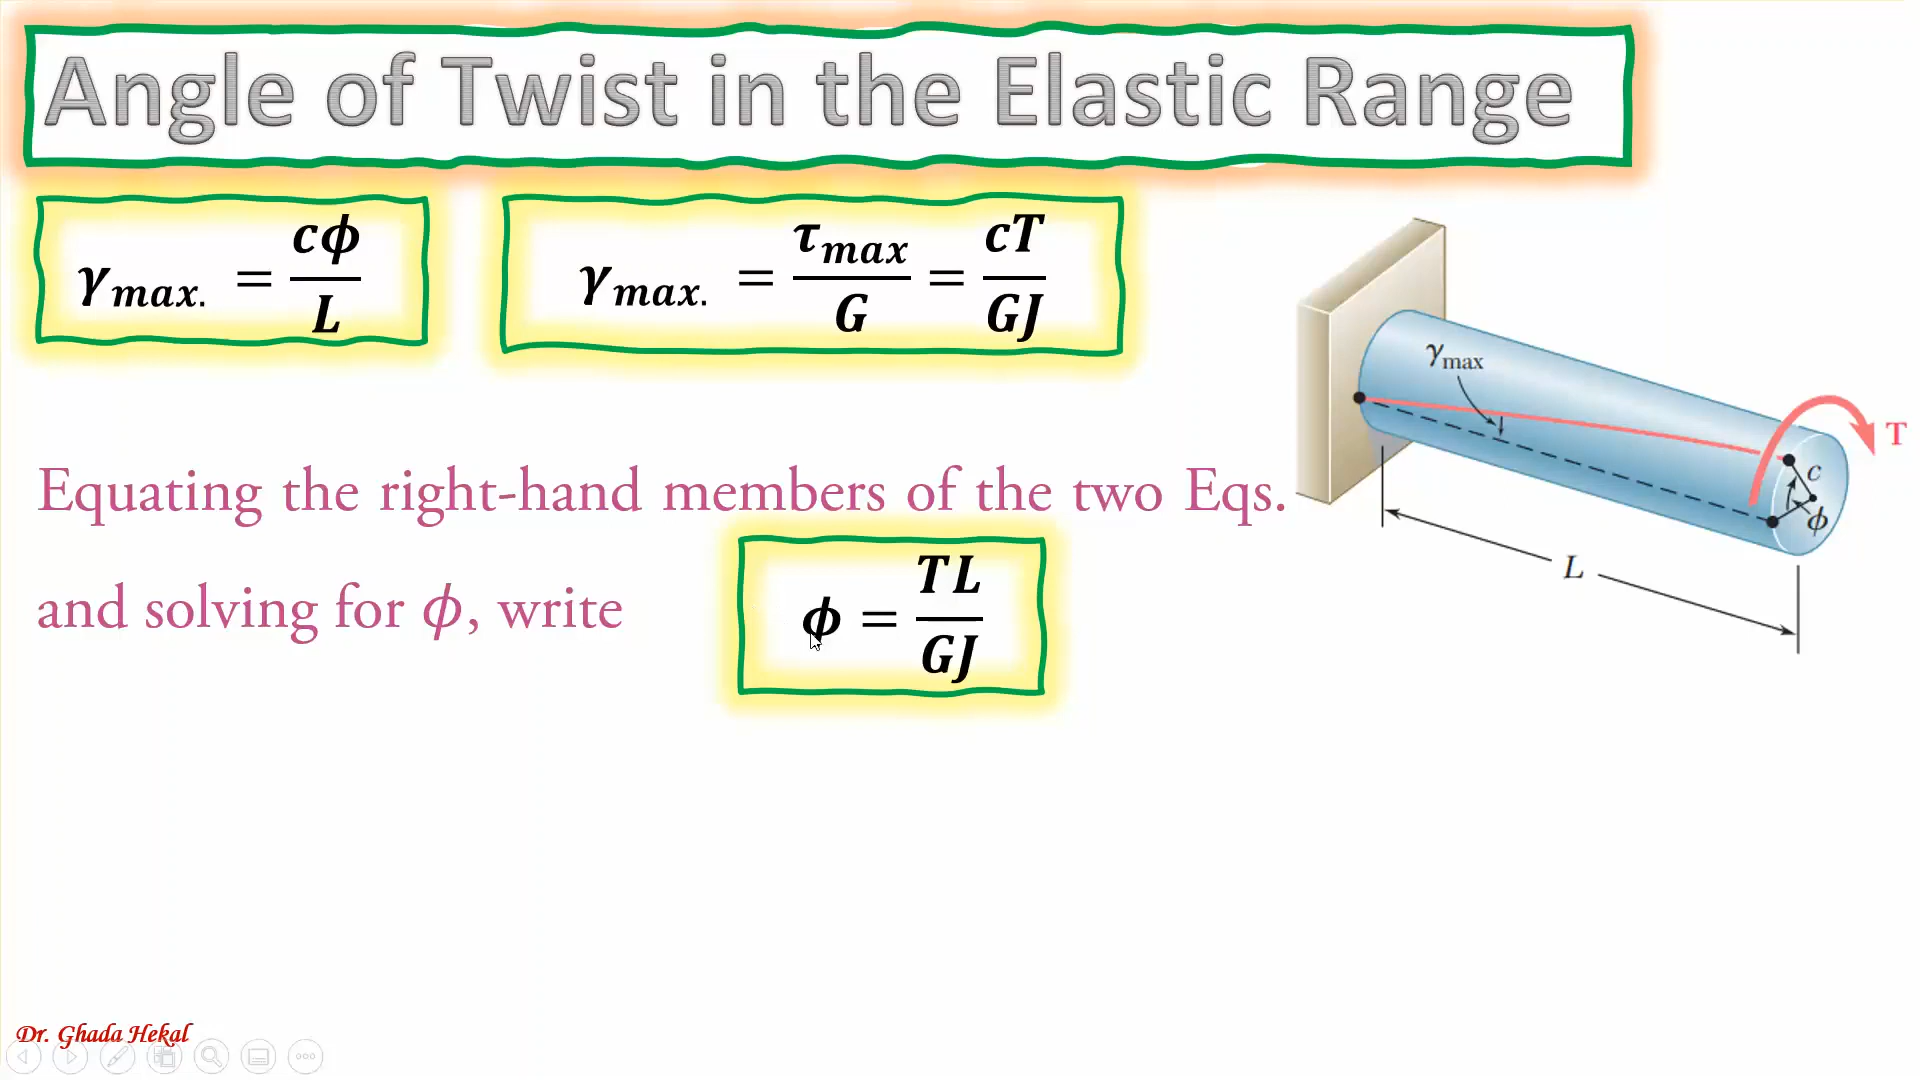 Angle of Twist in the Elastic Range
γmax. = cϕ/L
γmax. = τmax/G = cT/GJ
Equating the right-hand members of the two Eqs.
and solving for ϕ, write
ϕ = TL/GJ
γmax
T
c
ϕ
L
Dr. Ghada Hekal